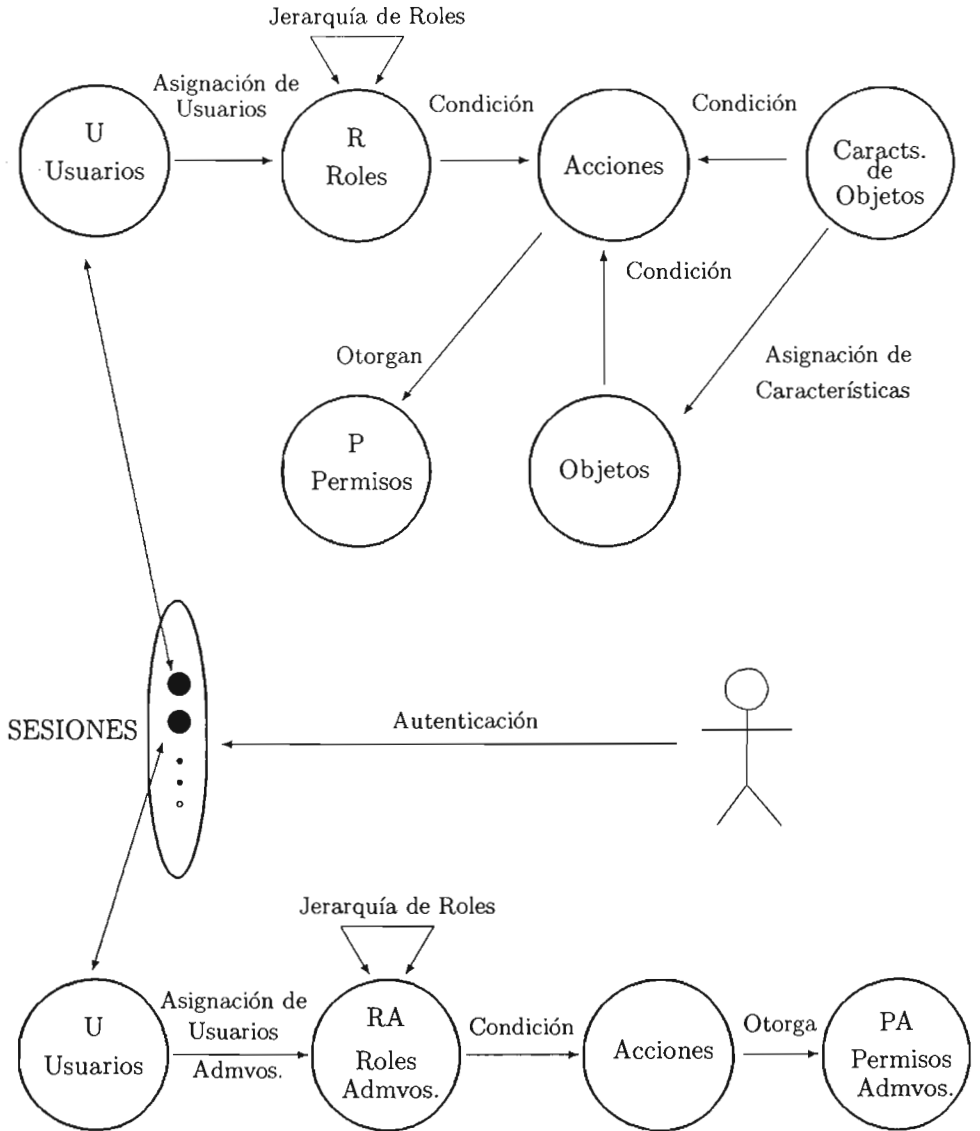 Jerarquía de Roles
Asignación de
Usuarios
Condición
Condición
U
Usuarios
R
Roles
Acciones
Caracts.
de
Objetos
Condición
Otorgan
Asignación de
Características
P
Permisos
Objetos
SESIONES
Autenticación
Jerarquía de Roles
U
Usuarios
Asignación de
Usuarios
Admvos.
RA
Roles
Admvos.
Condición
Acciones
Otorga
PA
Permisos
Admvos.